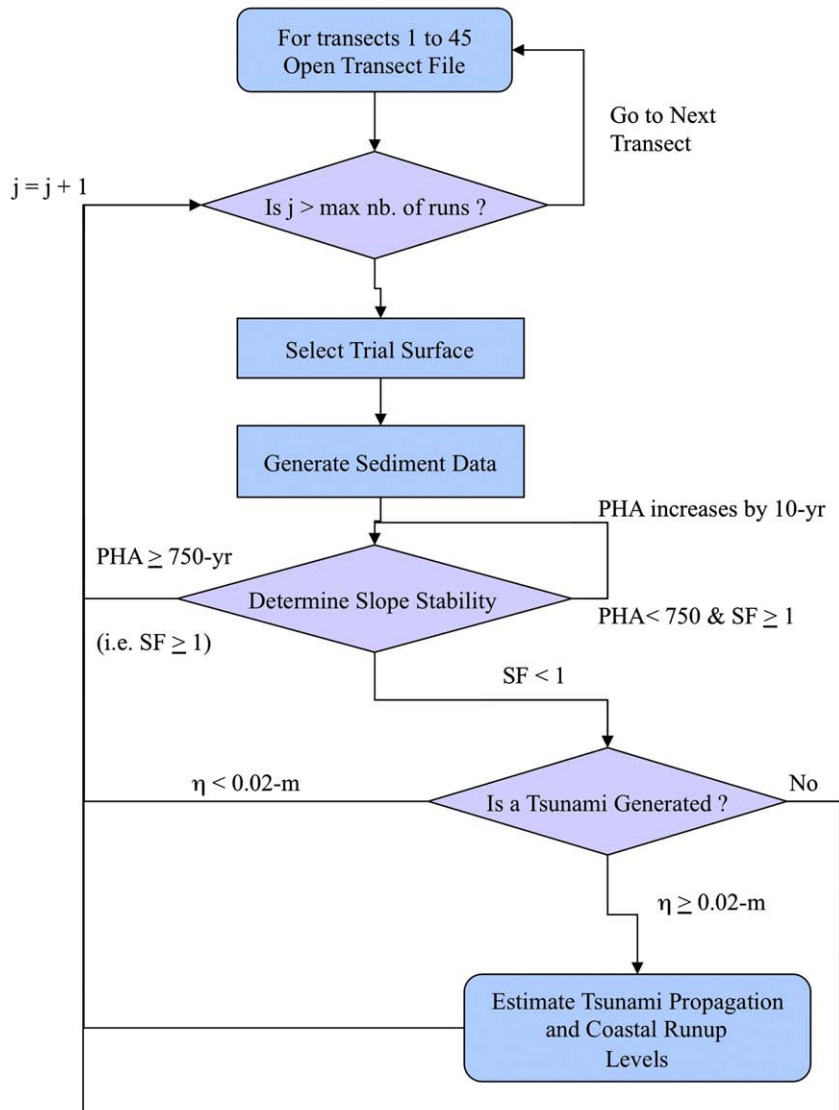 For transects 1 to 45
Open Transect File
Go to Next
Transect
j = j + 1
Is j > max nb. of runs ?
Select Trial Surface
Generate Sediment Data
PHA increases by 10-yr
PHA ≥ 750-yr
Determine Slope Stability
PHA< 750 & SF ≥ 1
(i.e. SF ≥ 1)
SF < 1
η < 0.02-m
No
Is a Tsunami Generated ?
η ≥ 0.02-m
Estimate Tsunami Propagation
and Coastal Runup
Levels